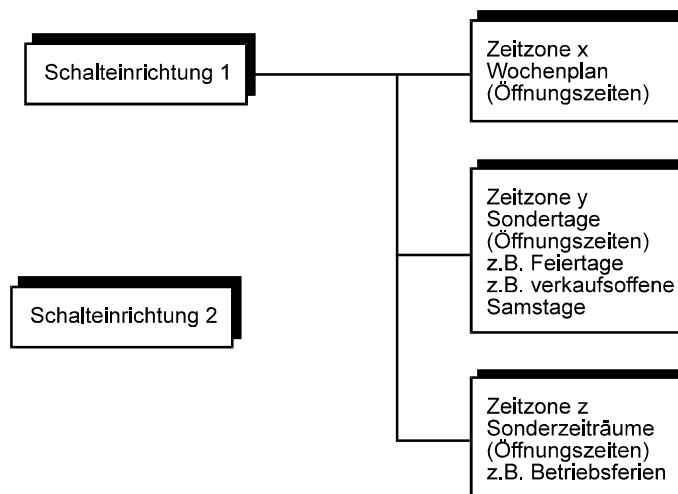 Schalteinrichtung 1
Zeitzone x
Wochenplan
(Öffnungszeiten)
Zeitzone y
Sondertage
(Öffnungszeiten)
z.B. Feiertage
z.B. verkaufsoffene
Samstage
Schalteinrichtung 2
Zeitzone z
Sonderzeiträume
(Öffnungszeiten)
z.B. Betriebsferien